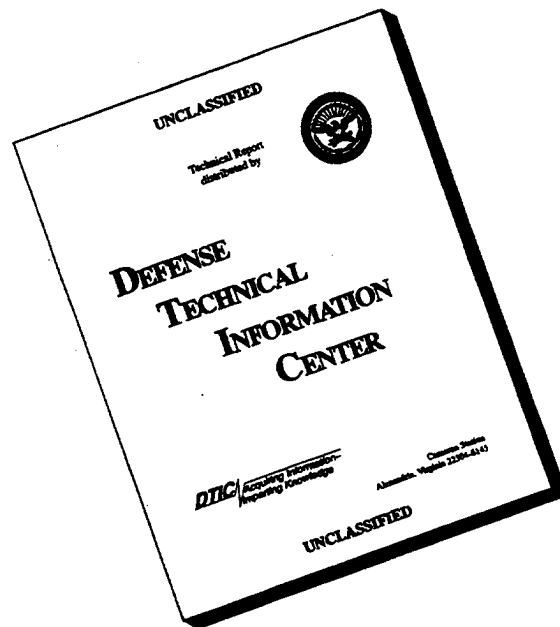 UNCLASSIFIED
Technical Report
distributed by
DEFENSE
TECHNICAL
INFORMATION
CENTER
DTIC
Acquiring Information-
Imparting Knowledge
Cameron Station
Alexandria, Virginia 22304-6145
UNCLASSIFIED